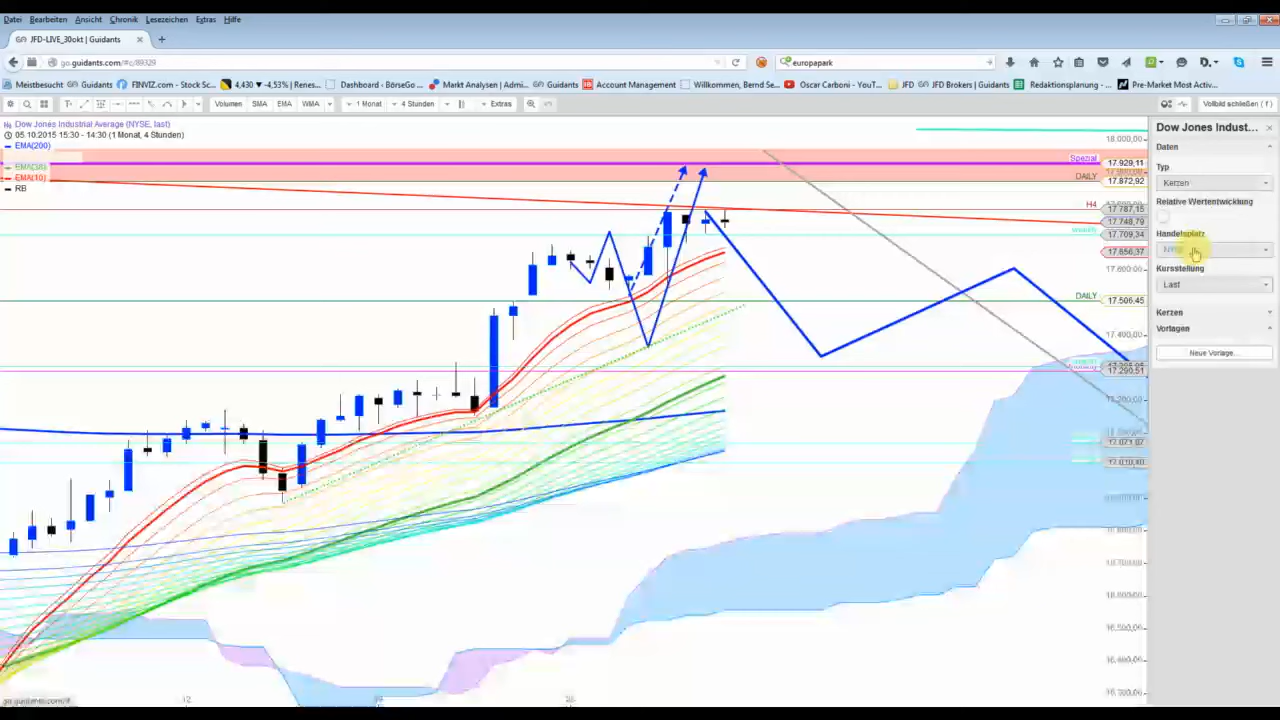 Datei Bearbeiten Ansicht Chronik Lesezeichen Extras Hilfe
JFD-LIVE_30okt | Guidants
go.guidants.com/#c/89329
europapark
Meistbesucht Guidants FINVIZ.com - Stock Sc... 4,430 ▼ -4,53% | Renes... Dashboard - BörseGo... Markt Analysen | Admi... Guidants Account Management Willkommen, Bernd Se... Oscar Carboni - YouT... JFD JFD Brokers | Guidants Redaktionsplanung - ... Pre-Market Most Activ...
Volumen SMA EMA WMA 1 Monat 4 Stunden Extras Vollbild schließen ( f )
Dow Jones Industrial Average (NYSE, last)
05.10.2015 15:30 - 14:30 (1 Monat, 4 Stunden)
EMA(200)
EMA(10)
RB
18.000,00
Spezial 17.929,11
DAILY 17.872,92
H4 17.787,15
17.748,79
17.709,34
17.656,37
17.600,00
DAILY 17.506,45
17.400,00
17.290,51
17.200,00
12
Dow Jones Indust...
Daten
Typ
Kerzen
Relative Wertentwicklung
Handelsplatz
Kursstellung
Last
Kerzen
Vorlagen
Neue Vorlage...